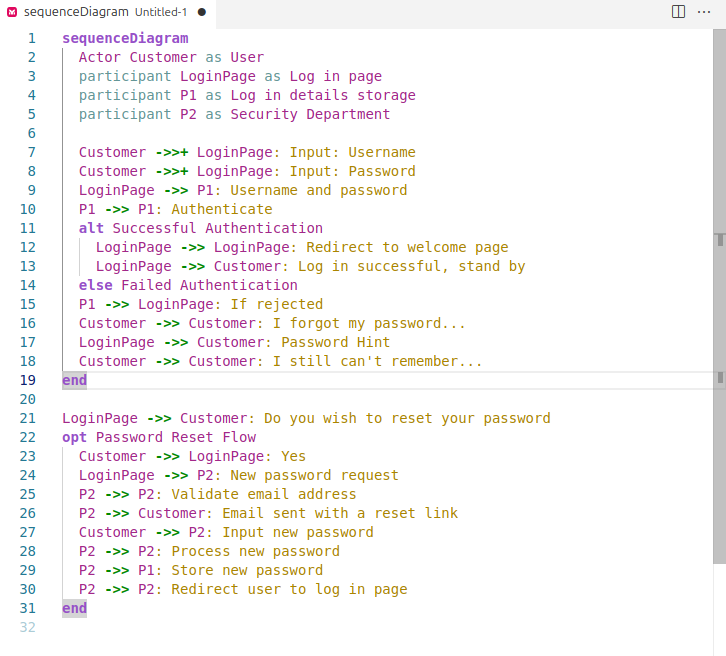 sequenceDiagram Untitled-1
1 sequenceDiagram
2 Actor Customer as User
3 participant LoginPage as Log in page
4 participant P1 as Log in details storage
5 participant P2 as Security Department
6
7 Customer ->>+ LoginPage: Input: Username
8 Customer ->>+ LoginPage: Input: Password
9 LoginPage ->> P1: Username and password
10 P1 ->> P1: Authenticate
11 alt Successful Authentication
12 LoginPage ->> LoginPage: Redirect to welcome page
13 LoginPage ->> Customer: Log in successful, stand by
14 else Failed Authentication
15 P1 ->> LoginPage: If rejected
16 Customer ->> Customer: I forgot my password...
17 LoginPage ->> Customer: Password Hint
18 Customer ->> Customer: I still can't remember...
19 end
20
21 LoginPage ->> Customer: Do you wish to reset your password
22 opt Password Reset Flow
23 Customer ->> LoginPage: Yes
24 LoginPage ->> P2: New password request
25 P2 ->> P2: Validate email address
26 P2 ->> Customer: Email sent with a reset link
27 Customer ->> P2: Input new password
28 P2 ->> P2: Process new password
29 P2 ->> P1: Store new password
30 P2 ->> P2: Redirect user to log in page
31 end
32